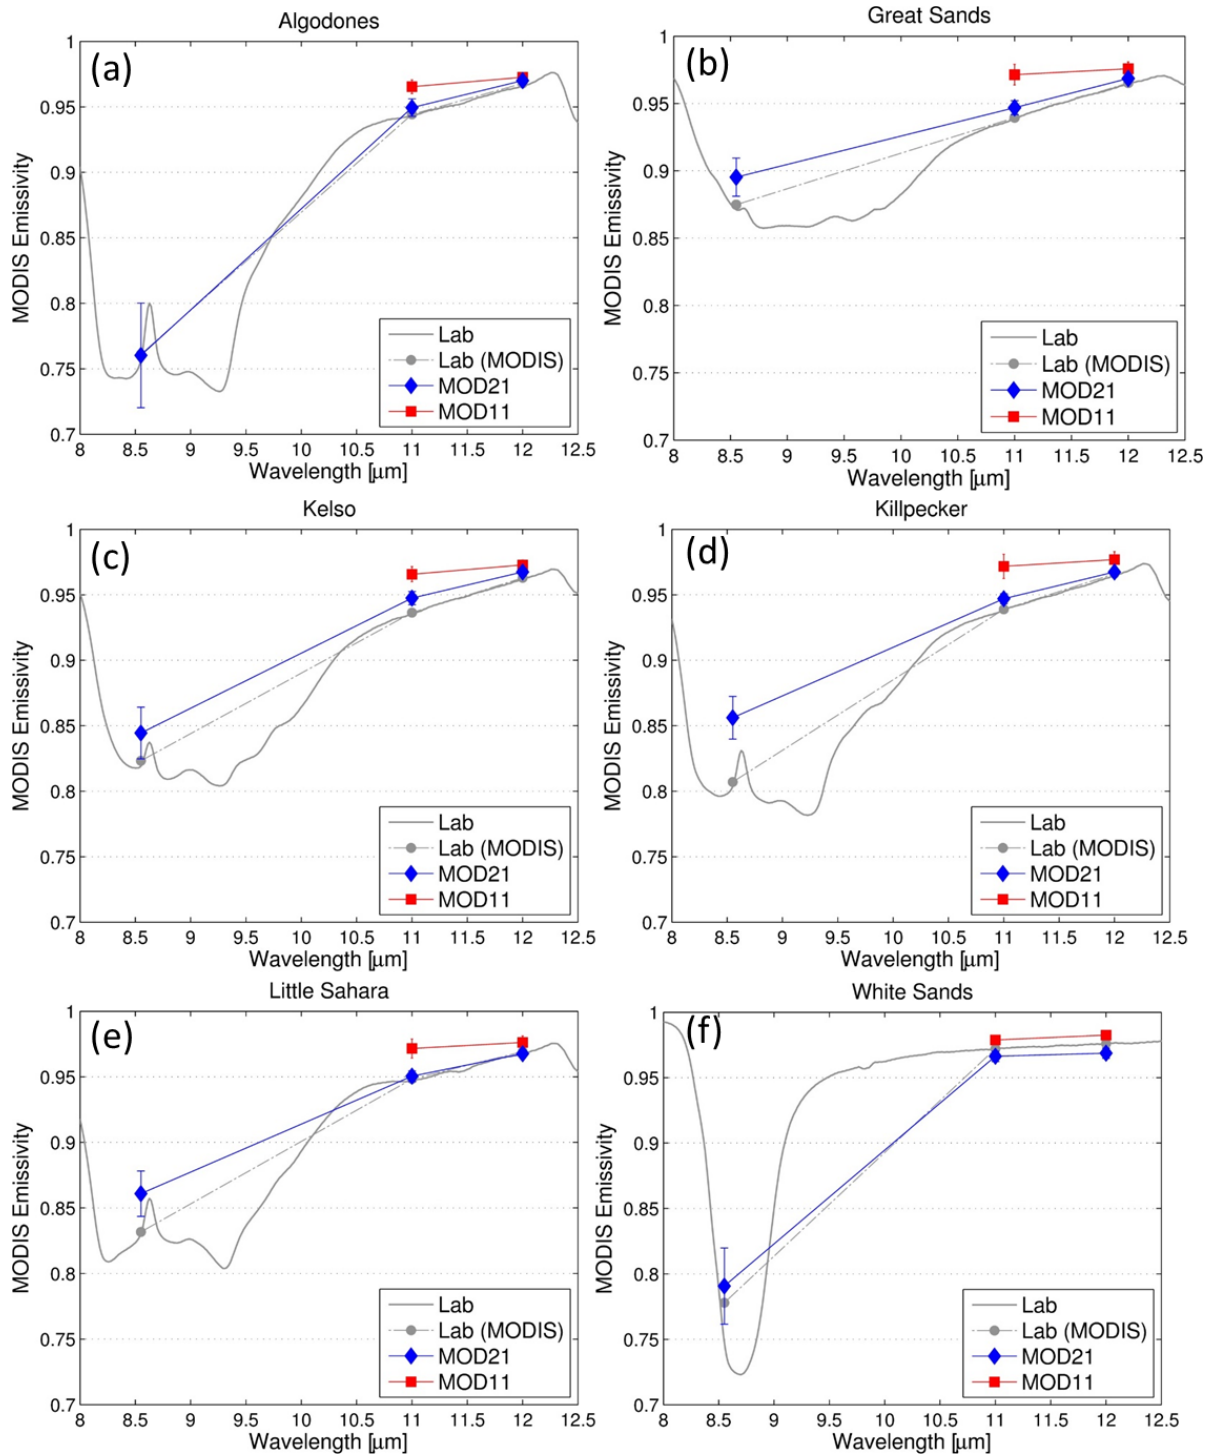 Algodones
(a)
1
0.95
0.9
0.85
0.8
0.75
0.7
MODIS Emissivity
8 8.5 9 9.5 10 10.5 11 11.5 12 12.5
Wavelength [μm]
Lab
Lab (MODIS)
MOD21
MOD11
Great Sands
(b)
1
0.95
0.9
0.85
0.8
0.75
0.7
MODIS Emissivity
8 8.5 9 9.5 10 10.5 11 11.5 12 12.5
Wavelength [μm]
Lab
Lab (MODIS)
MOD21
MOD11
Kelso
(c)
1
0.95
0.9
0.85
0.8
0.75
0.7
MODIS Emissivity
8 8.5 9 9.5 10 10.5 11 11.5 12 12.5
Wavelength [μm]
Lab
Lab (MODIS)
MOD21
MOD11
Killpecker
(d)
1
0.95
0.9
0.85
0.8
0.75
0.7
MODIS Emissivity
8 8.5 9 9.5 10 10.5 11 11.5 12 12.5
Wavelength [μm]
Lab
Lab (MODIS)
MOD21
MOD11
Little Sahara
(e)
1
0.95
0.9
0.85
0.8
0.75
0.7
MODIS Emissivity
8 8.5 9 9.5 10 10.5 11 11.5 12 12.5
Wavelength [μm]
Lab
Lab (MODIS)
MOD21
MOD11
White Sands
(f)
1
0.95
0.9
0.85
0.8
0.75
0.7
MODIS Emissivity
8 8.5 9 9.5 10 10.5 11 11.5 12 12.5
Wavelength [μm]
Lab
Lab (MODIS)
MOD21
MOD11